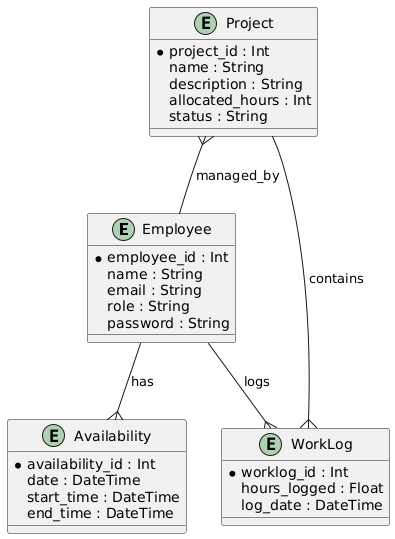 E Project
* project_id : Int
name : String
description : String
allocated_hours : Int
status : String
managed_by
E Employee
* employee_id : Int
name : String
email : String
role : String
password : String
contains
has
logs
E Availability
* availability_id : Int
date : DateTime
start_time : DateTime
end_time : DateTime
E WorkLog
* worklog_id : Int
hours_logged : Float
log_date : DateTime